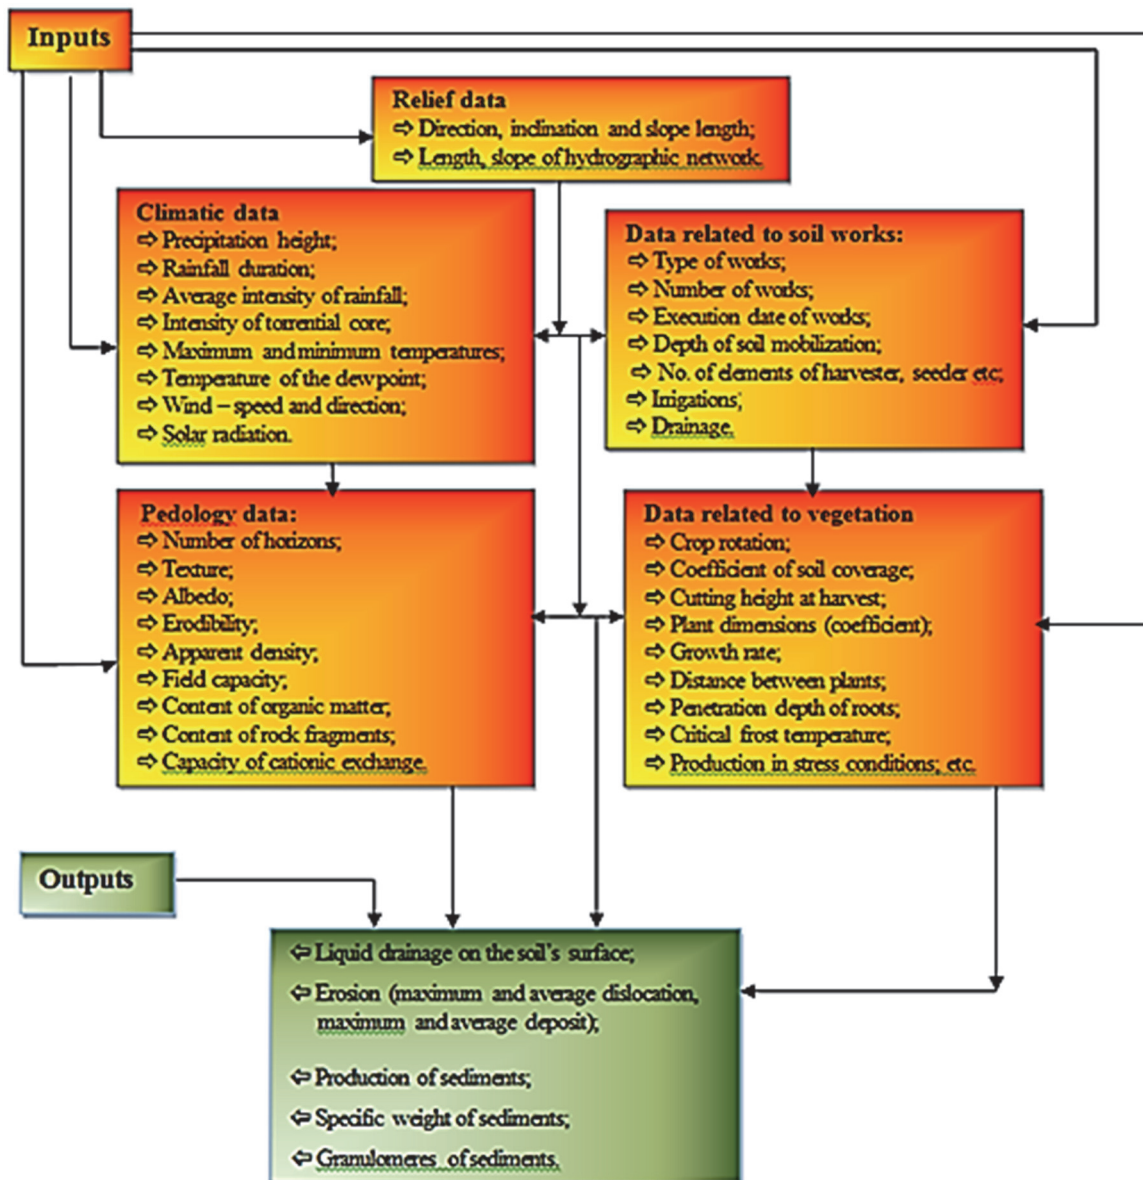 Inputs
Relief data
⇨ Direction, inclination and slope length;
⇨ Length, slope of hydrographic network.
Climatic data
⇨ Precipitation height;
⇨ Rainfall duration;
⇨ Average intensity of rainfall;
⇨ Intensity of torrential core;
⇨ Maximum and minimum temperatures;
⇨ Temperature of the dew point;
⇨ Wind – speed and direction;
⇨ Solar radiation.
Data related to soil works:
⇨ Type of works;
⇨ Number of works;
⇨ Execution date of works;
⇨ Depth of soil mobilization;
⇨ No. of elements of harvester, seeder etc;
⇨ Irrigations;
⇨ Drainage.
Pedology data:
⇨ Number of horizons;
⇨ Texture;
⇨ Albedo;
⇨ Erodibility;
⇨ Apparent density;
⇨ Field capacity;
⇨ Content of organic matter;
⇨ Content of rock fragments;
⇨ Capacity of cationic exchange.
Data related to vegetation
⇨ Crop rotation;
⇨ Coefficient of soil coverage;
⇨ Cutting height at harvest;
⇨ Plant dimensions (coefficient);
⇨ Growth rate;
⇨ Distance between plants;
⇨ Penetration depth of roots;
⇨ Critical frost temperature;
⇨ Production in stress conditions; etc.
Outputs
⇦ Liquid drainage on the soil's surface;
⇦ Erosion (maximum and average dislocation,
maximum and average deposit);
⇦ Production of sediments;
⇦ Specific weight of sediments;
⇦ Granulomeres of sediments.